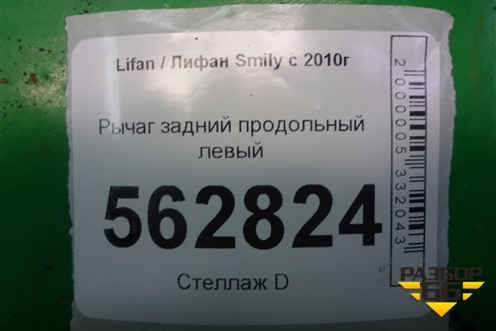 Lifan / Лифан Smily с 2010г
Рычаг задний продольный
левый
562824
Стеллаж D
2000005332043
РАЗБОР
66